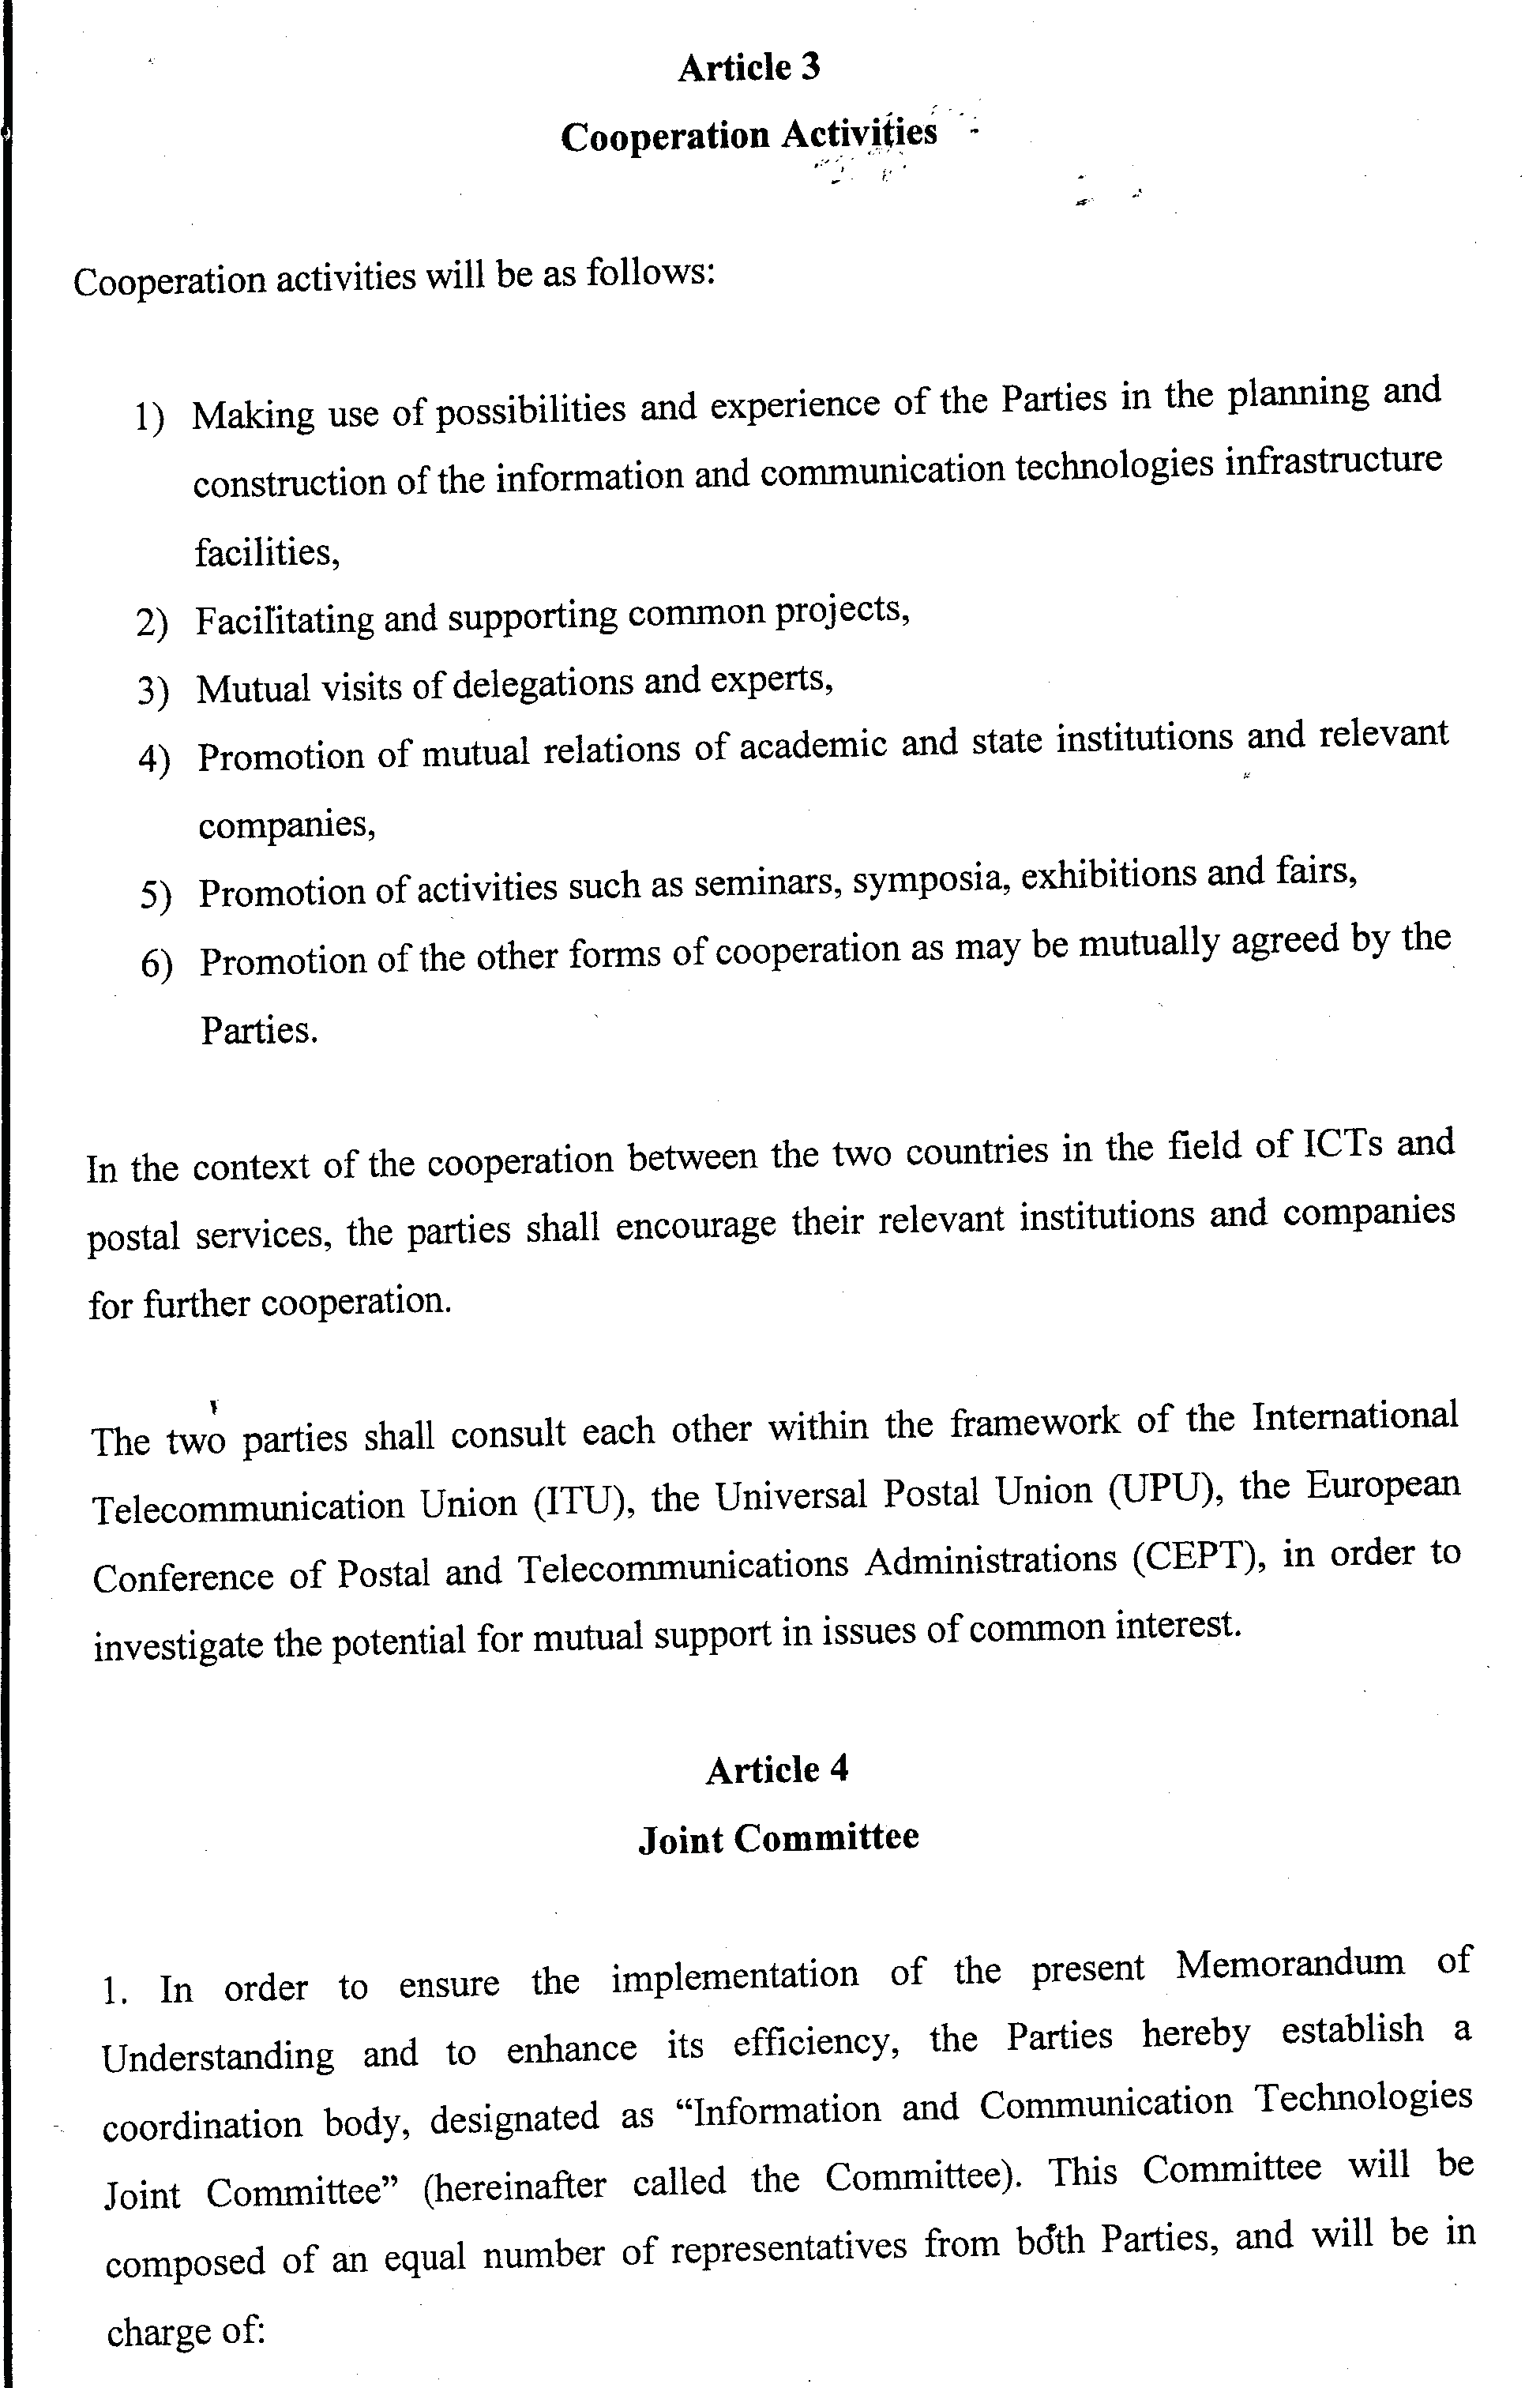 Article 3
Cooperation Activities
Cooperation activities will be as follows:
1) Making use of possibilities and experience of the Parties in the planning and
construction of the information and communication technologies infrastructure
facilities,
2) Facilitating and supporting common projects,
3) Mutual visits of delegations and experts,
4) Promotion of mutual relations of academic and state institutions and relevant
companies,
5) Promotion of activities such as seminars, symposia, exhibitions and fairs,
6) Promotion of the other forms of cooperation as may be mutually agreed by the
Parties.
In the context of the cooperation between the two countries in the field of ICTs and
postal services, the parties shall encourage their relevant institutions and companies
for further cooperation.
The two parties shall consult each other within the framework of the International
Telecommunication Union (ITU), the Universal Postal Union (UPU), the European
Conference of Postal and Telecommunications Administrations (CEPT), in order to
investigate the potential for mutual support in issues of common interest.
Article 4
Joint Committee
1. In order to ensure the implementation of the present Memorandum of
Understanding and to enhance its efficiency, the Parties hereby establish a
coordination body, designated as “Information and Communication Technologies
Joint Committee” (hereinafter called the Committee). This Committee will be
composed of an equal number of representatives from both Parties, and will be in
charge of: